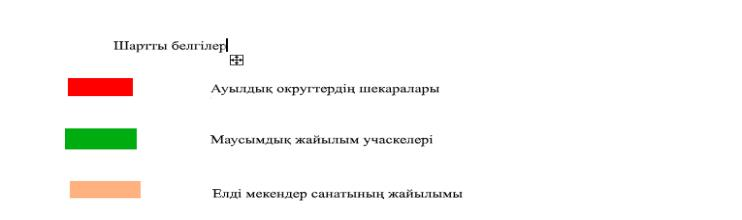 Шартты белгілер
Ауылдық округтердің шекаралары
Маусымдық жайылым учаскелері
Елді мекендер санатының жайылымы